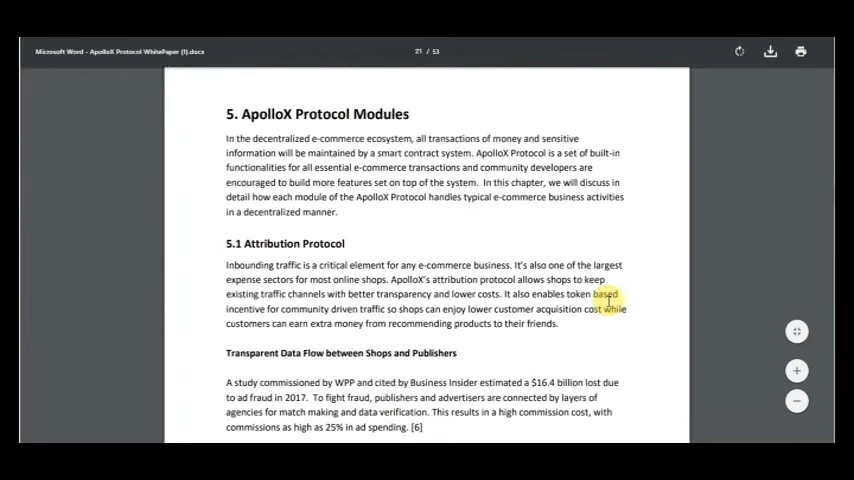 Microsoft Word - ApolloX Protocol WhitePaper (1).docx
21 / 53
5. ApolloX Protocol Modules
In the decentralized e-commerce ecosystem, all transactions of money and sensitive
information will be maintained by a smart contract system. ApolloX Protocol is a set of built-in
functionalities for all essential e-commerce transactions and community developers are
encouraged to build more features set on top of the system. In this chapter, we will discuss in
detail how each module of the ApolloX Protocol handles typical e-commerce business activities
in a decentralized manner.
5.1 Attribution Protocol
Inbounding traffic is a critical element for any e-commerce business. It's also one of the largest
expense sectors for most online shops. ApolloX's attribution protocol allows shops to keep
existing traffic channels with better transparency and lower costs. It also enables token based
incentive for community driven traffic so shops can enjoy lower customer acquisition cost while
customers can earn extra money from recommending products to their friends.
Transparent Data Flow between Shops and Publishers
A study commissioned by WPP and cited by Business Insider estimated a $16.4 billion lost due
to ad fraud in 2017. To fight fraud, publishers and advertisers are connected by layers of
agencies for match making and data verification. This results in a high commission cost, with
commissions as high as 25% in ad spending. [6]